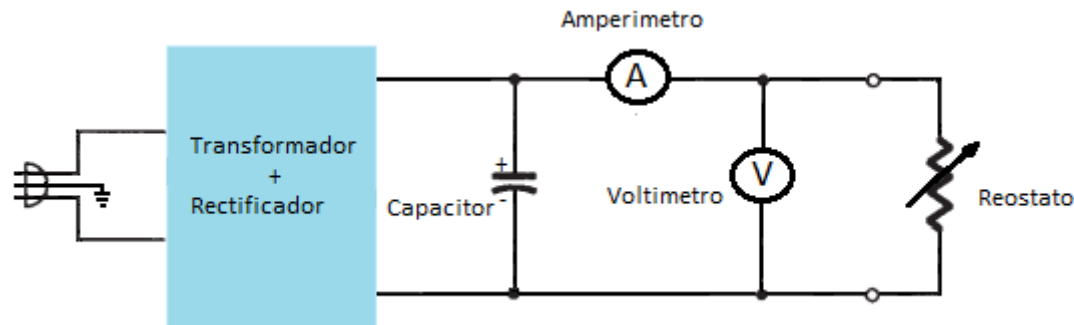 Amperimetro
A
Transformador
+
Rectificador
+
Capacitor
-
Voltimetro
V
Reostato